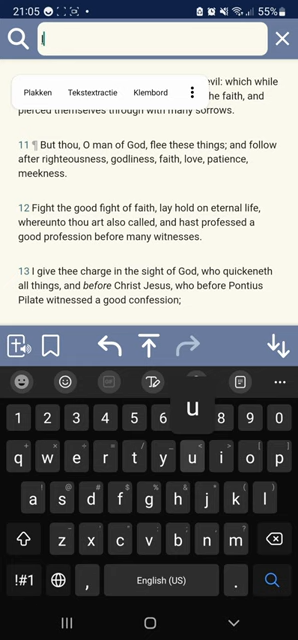 21:05 55%
evil: which while
Plakken Tekstextractie Klembord
he faith, and
pierced themselves through with many sorrows.
11 ¶ But thou, O man of God, flee these things; and follow
after righteousness, godliness, faith, love, patience,
meekness.
12 Fight the good fight of faith, lay hold on eternal life,
whereunto thou art also called, and hast professed a
good profession before many witnesses.
13 I give thee charge in the sight of God, who quickeneth
all things, and before Christ Jesus, who before Pontius
Pilate witnessed a good confession;
u
1 2 3 4 5 6 8 9 0
q w e r t y u i o p
a s d f g h j k l
z x c v b n m
!#1 , English (US) .